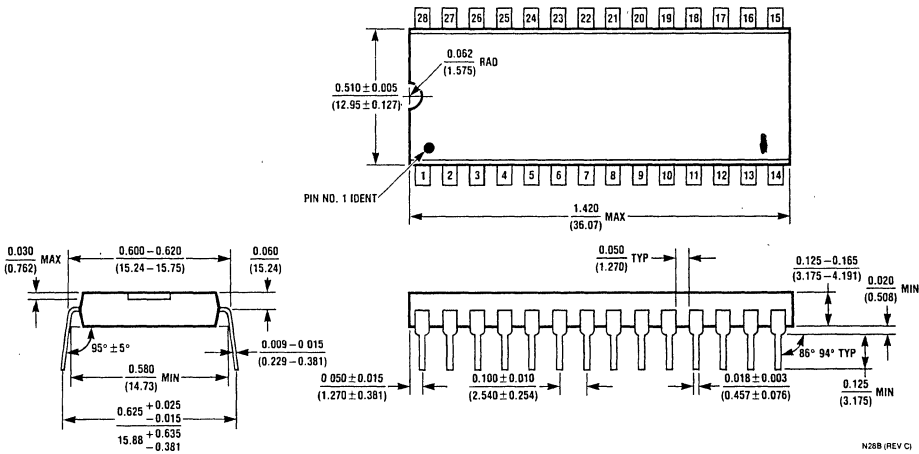 28 27 26 25 24 23 22 21 20 19 18 17 16 15
0.062
(1.575)
RAD
0.510 ± 0.005
(12.95 ± 0.127)
PIN NO. 1 IDENT
1 2 3 4 5 6 7 8 9 10 11 12 13 14
1.420
(36.07)
MAX
0.030
(0.762)
MAX
0.600 – 0.620
(15.24 – 15.75)
0.060
(15.24)
95° ± 5°
0.009 – 0 015
(0.229 – 0.381)
0.580
(14.73)
MIN
0.625 +0.025
−0.015
15.88 +0.635
−0.381
0.050
(1.270)
TYP
0.125 – 0.165
(3.175 – 4.191)
0.020
(0.508)
MIN
86° 94° TYP
0 050 ± 0.015
(1.270 ± 0.381)
0.100 ± 0.010
(2.540 ± 0.254)
0.018 ± 0.003
(0.457 ± 0.076)
0.125
(3.175)
MIN
N28B (REV C)